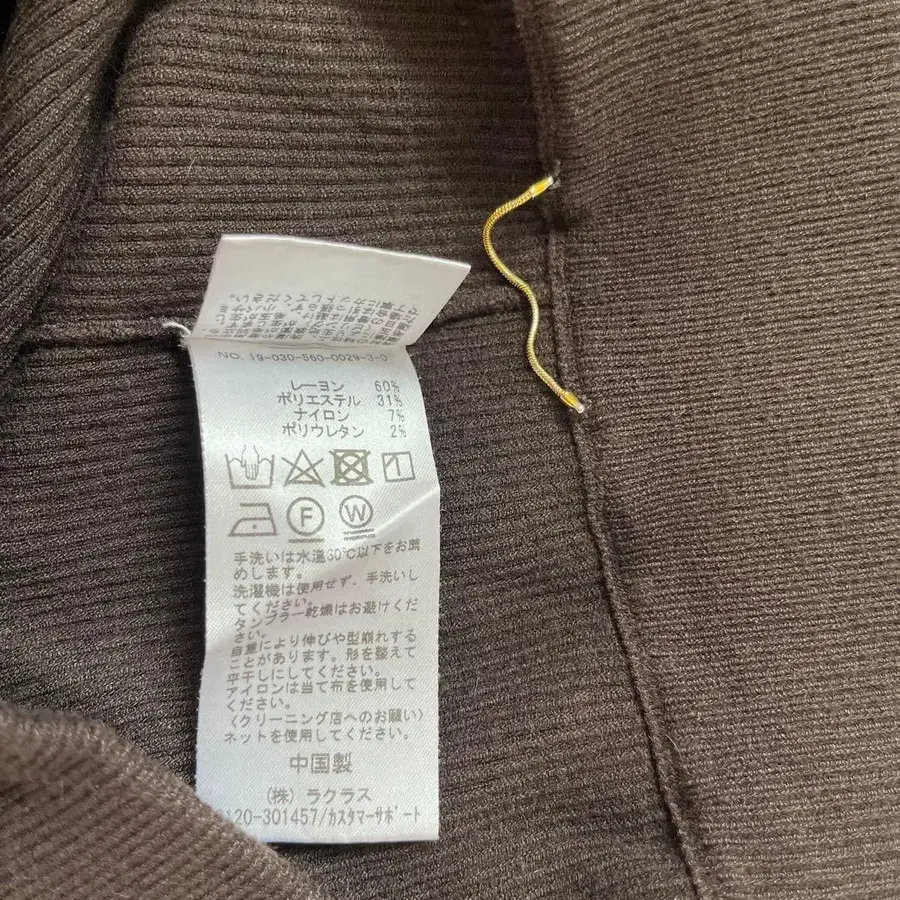 NO. 19-030-560-0029-3-0
レーヨン 60%
ポリエステル 31%
ナイロン 7%
ポリウレタン 2%
F W
手洗いは水温30℃以下をお薦
めします。
洗濯機は使用せず、手洗いし
てください。
タンブラー乾燥はお避けくだ
さい。
自重により伸びや型崩れする
ことがあります。形を整えて
平干しにしてください。
アイロンは当て布を使用して
ください。
〈クリーニング店へのお願い〉
ネットを使用してください。
中国製
(株) ラクラス
120-301457/カスタマーサポート